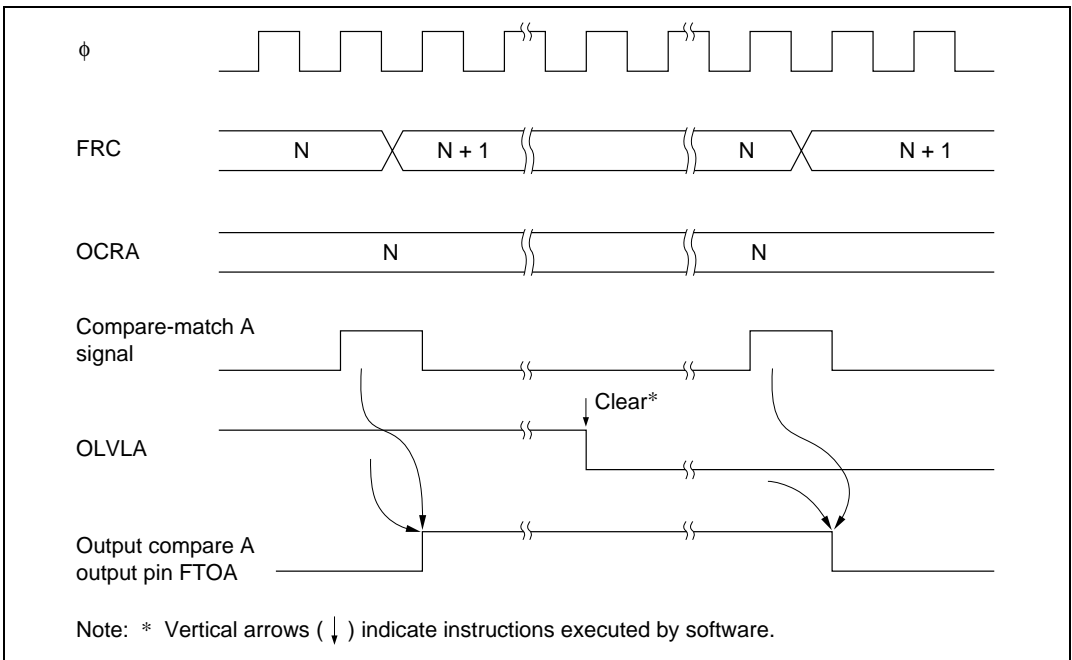 ϕ
FRC
N
N + 1
N
N + 1
OCRA
N
N
Compare-match A
signal
Clear*
OLVLA
Output compare A
output pin FTOA
Note: * Vertical arrows ( ↓ ) indicate instructions executed by software.